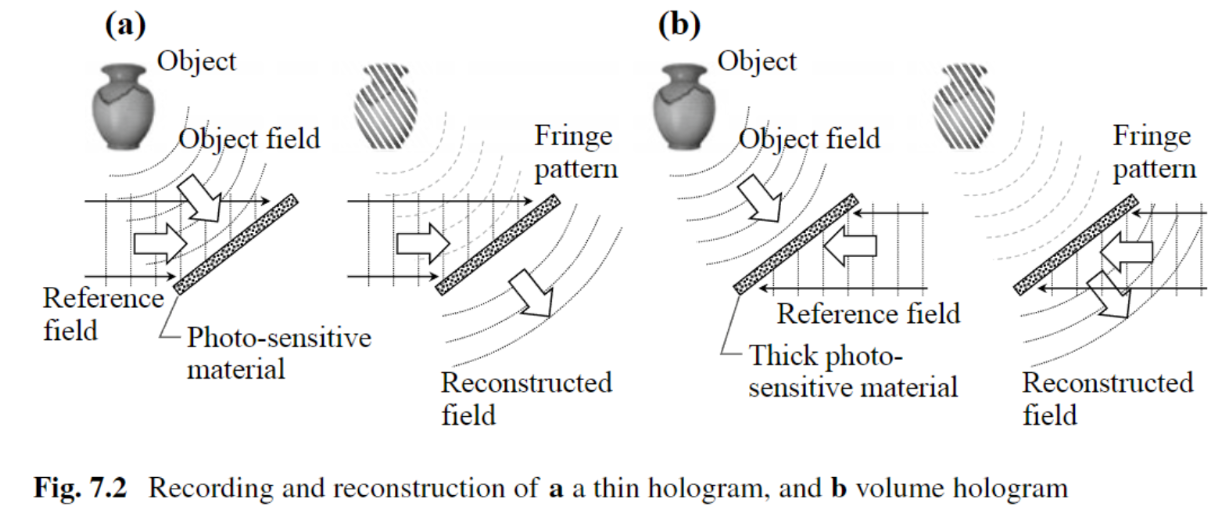 (a)
Object
Object field
Reference
field
Photo-sensitive
material
Fringe
pattern
Reconstructed
field
(b)
Object
Object field
Reference field
Thick photo-
sensitive material
Fringe
pattern
Reconstructed
field
Fig. 7.2 Recording and reconstruction of a a thin hologram, and b volume hologram